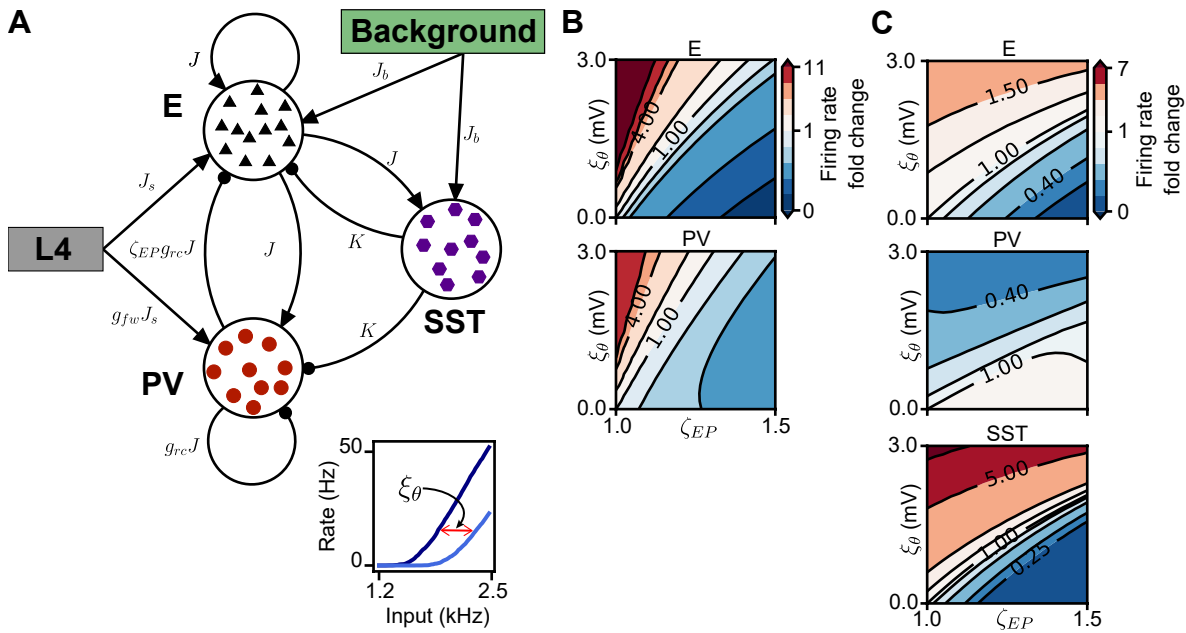 A
Background
J
J_b
E
J_b
J
J_s
K
L4
ζ_EP g_rc J
J
g_fw J_s
SST
K
PV
g_rc J
50
Rate (Hz)
ξ_θ
0
1.2
2.5
Input (kHz)
B
E
3.0
ξ_θ (mV)
0.0
4.00
1.00
11
1
0
Firing rate
fold change
PV
3.0
ξ_θ (mV)
0.0
4.00
1.00
1.0
ζ_EP
1.5
C
E
3.0
ξ_θ (mV)
0.0
1.50
1.00
0.40
7
1
0
Firing rate
fold change
PV
3.0
ξ_θ (mV)
0.0
0.40
1.00
SST
3.0
ξ_θ (mV)
0.0
5.00
1.00
0.25
1.0
ζ_EP
1.5